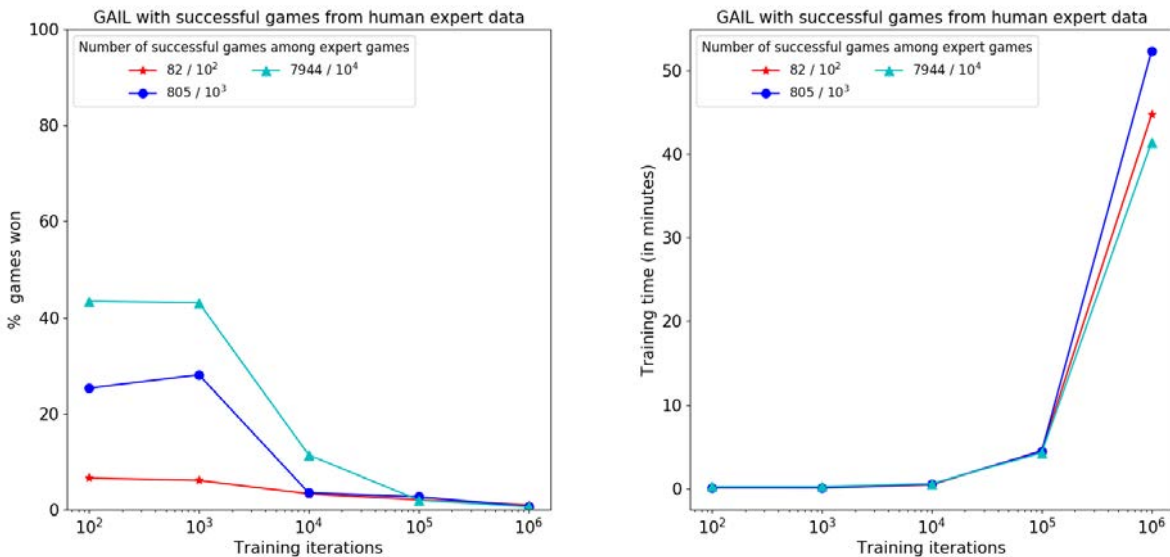 GAIL with successful games from human expert data
100
80
60
40
20
0
% games won
Number of successful games among expert games
82 / 10²
7944 / 10⁴
805 / 10³
10² 10³ 10⁴ 10⁵ 10⁶
Training iterations
GAIL with successful games from human expert data
50
40
30
20
10
0
Training time (in minutes)
Number of successful games among expert games
82 / 10²
7944 / 10⁴
805 / 10³
10² 10³ 10⁴ 10⁵ 10⁶
Training iterations